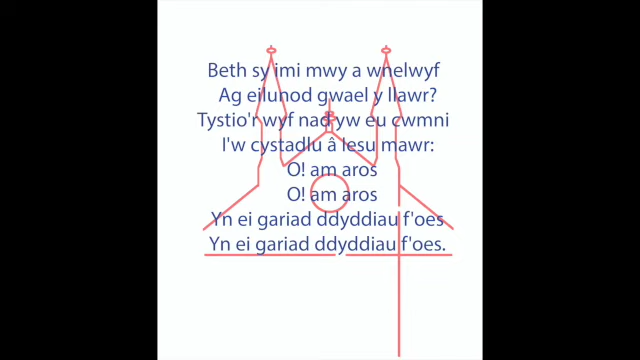 Beth sy imi mwy a wnelwyf
Ag eilunod gwael y llawr?
Tystio'r wyf nad yw eu cwmni
I'w cystadlu â Iesu mawr:
O! am aros
O! am aros
Yn ei gariad ddyddiau f'oes
Yn ei gariad ddyddiau f'oes.